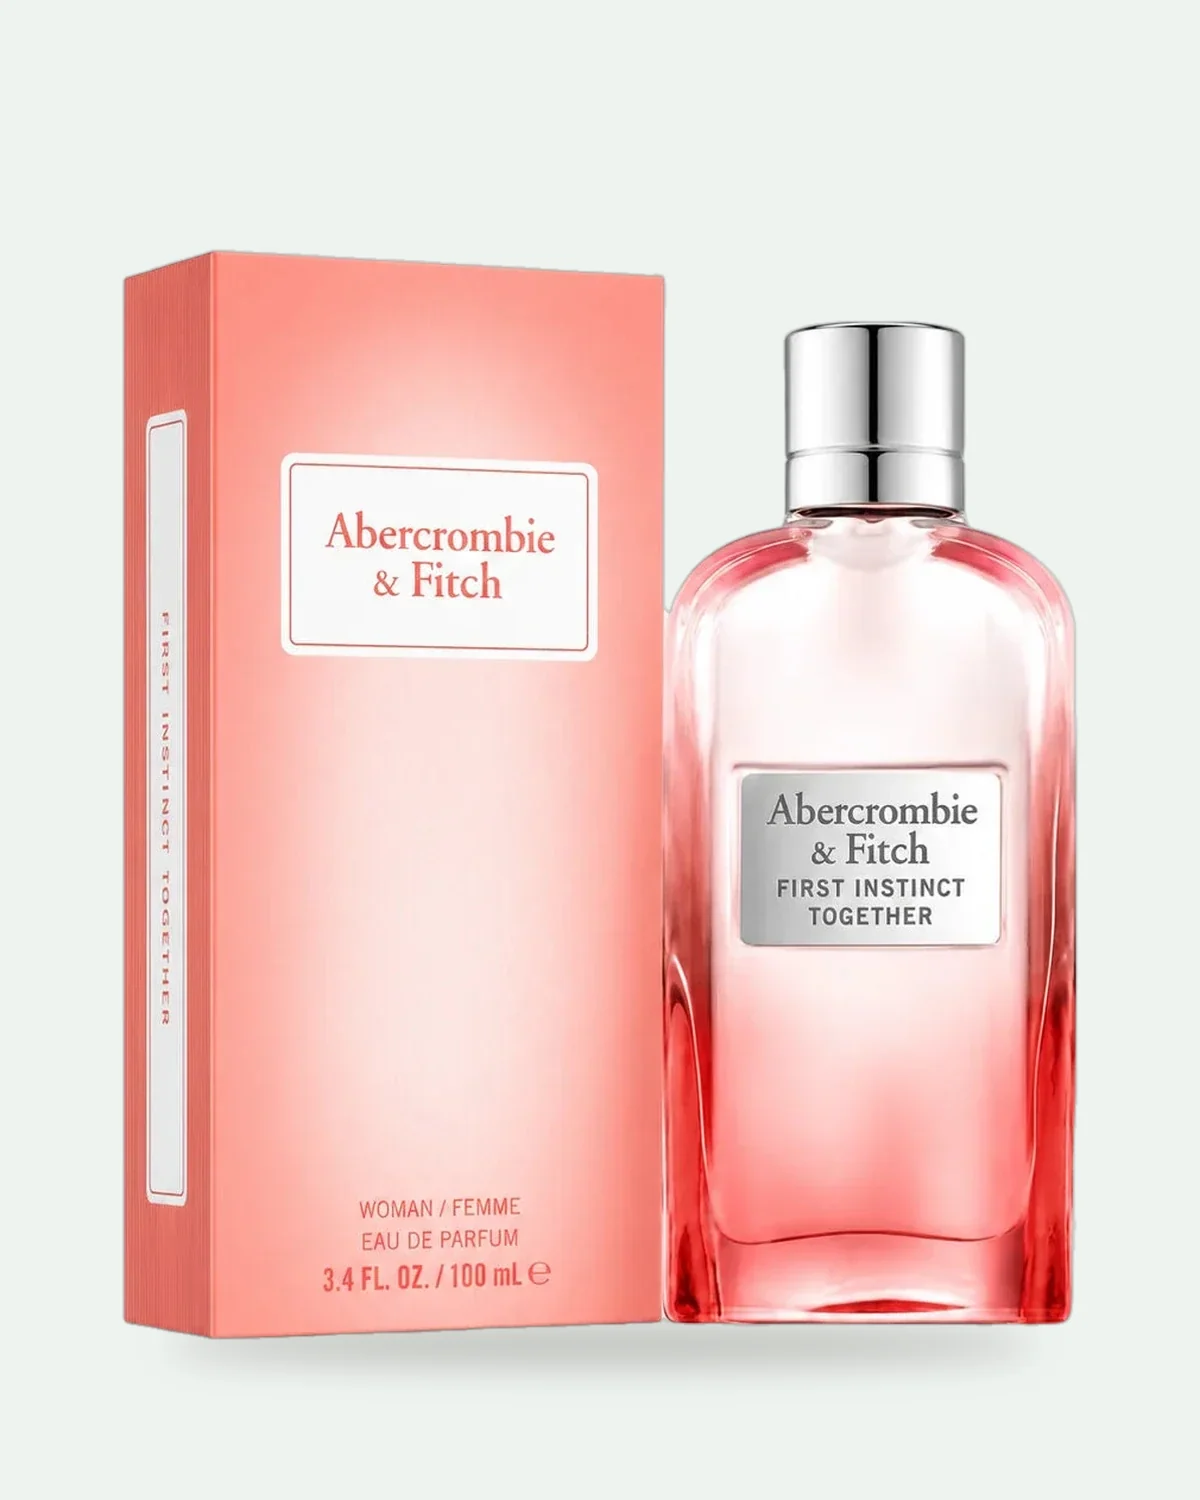 FIRST INSTINCT TOGETHER
Abercrombie
& Fitch
WOMAN / FEMME
EAU DE PARFUM
3.4 FL. OZ. / 100 mL ℮
Abercrombie
& Fitch
FIRST INSTINCT
TOGETHER